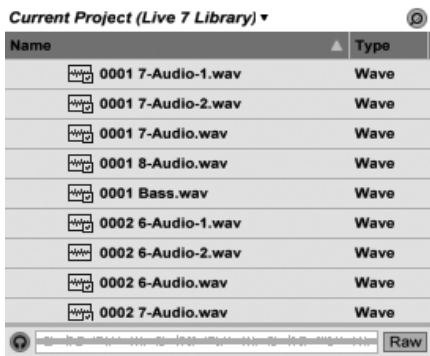 Current Project (Live 7 Library)
Name Type
0001 7-Audio-1.wav Wave
0001 7-Audio-2.wav Wave
0001 7-Audio.wav Wave
0001 8-Audio.wav Wave
0001 Bass.wav Wave
0002 6-Audio-1.wav Wave
0002 6-Audio-2.wav Wave
0002 6-Audio.wav Wave
0002 7-Audio.wav Wave
Raw